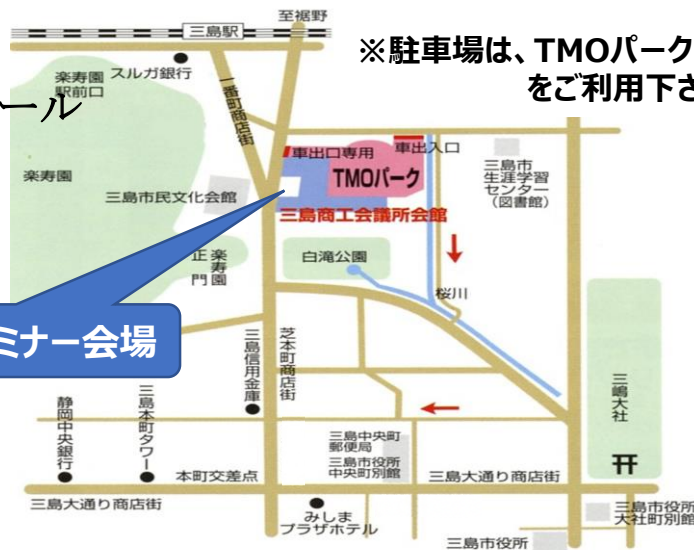 至裾野
三島駅
※駐車場は、TMOパーク
をご利用下さ
楽寿園
駅前口
スルガ銀行
ール
一番町商店街
車出口専用
車出入口
TMOパーク
三島市
生涯学習
センター
(図書館)
楽寿園
三島市民文化会館
三島商工会議所会館
楽寿園
正門
白滝公園
桜川
ミナー会場
三島信用金庫
芝本町商店街
三嶋大社
静岡中央銀行
三島本町タワー
三島中央町
郵便局
三島市役所
中央町別館
本町交差点
三島大通り商店街
三島大通り商店街
みしま
プラザホテル
三島市役所
大社町別館
三島市役所